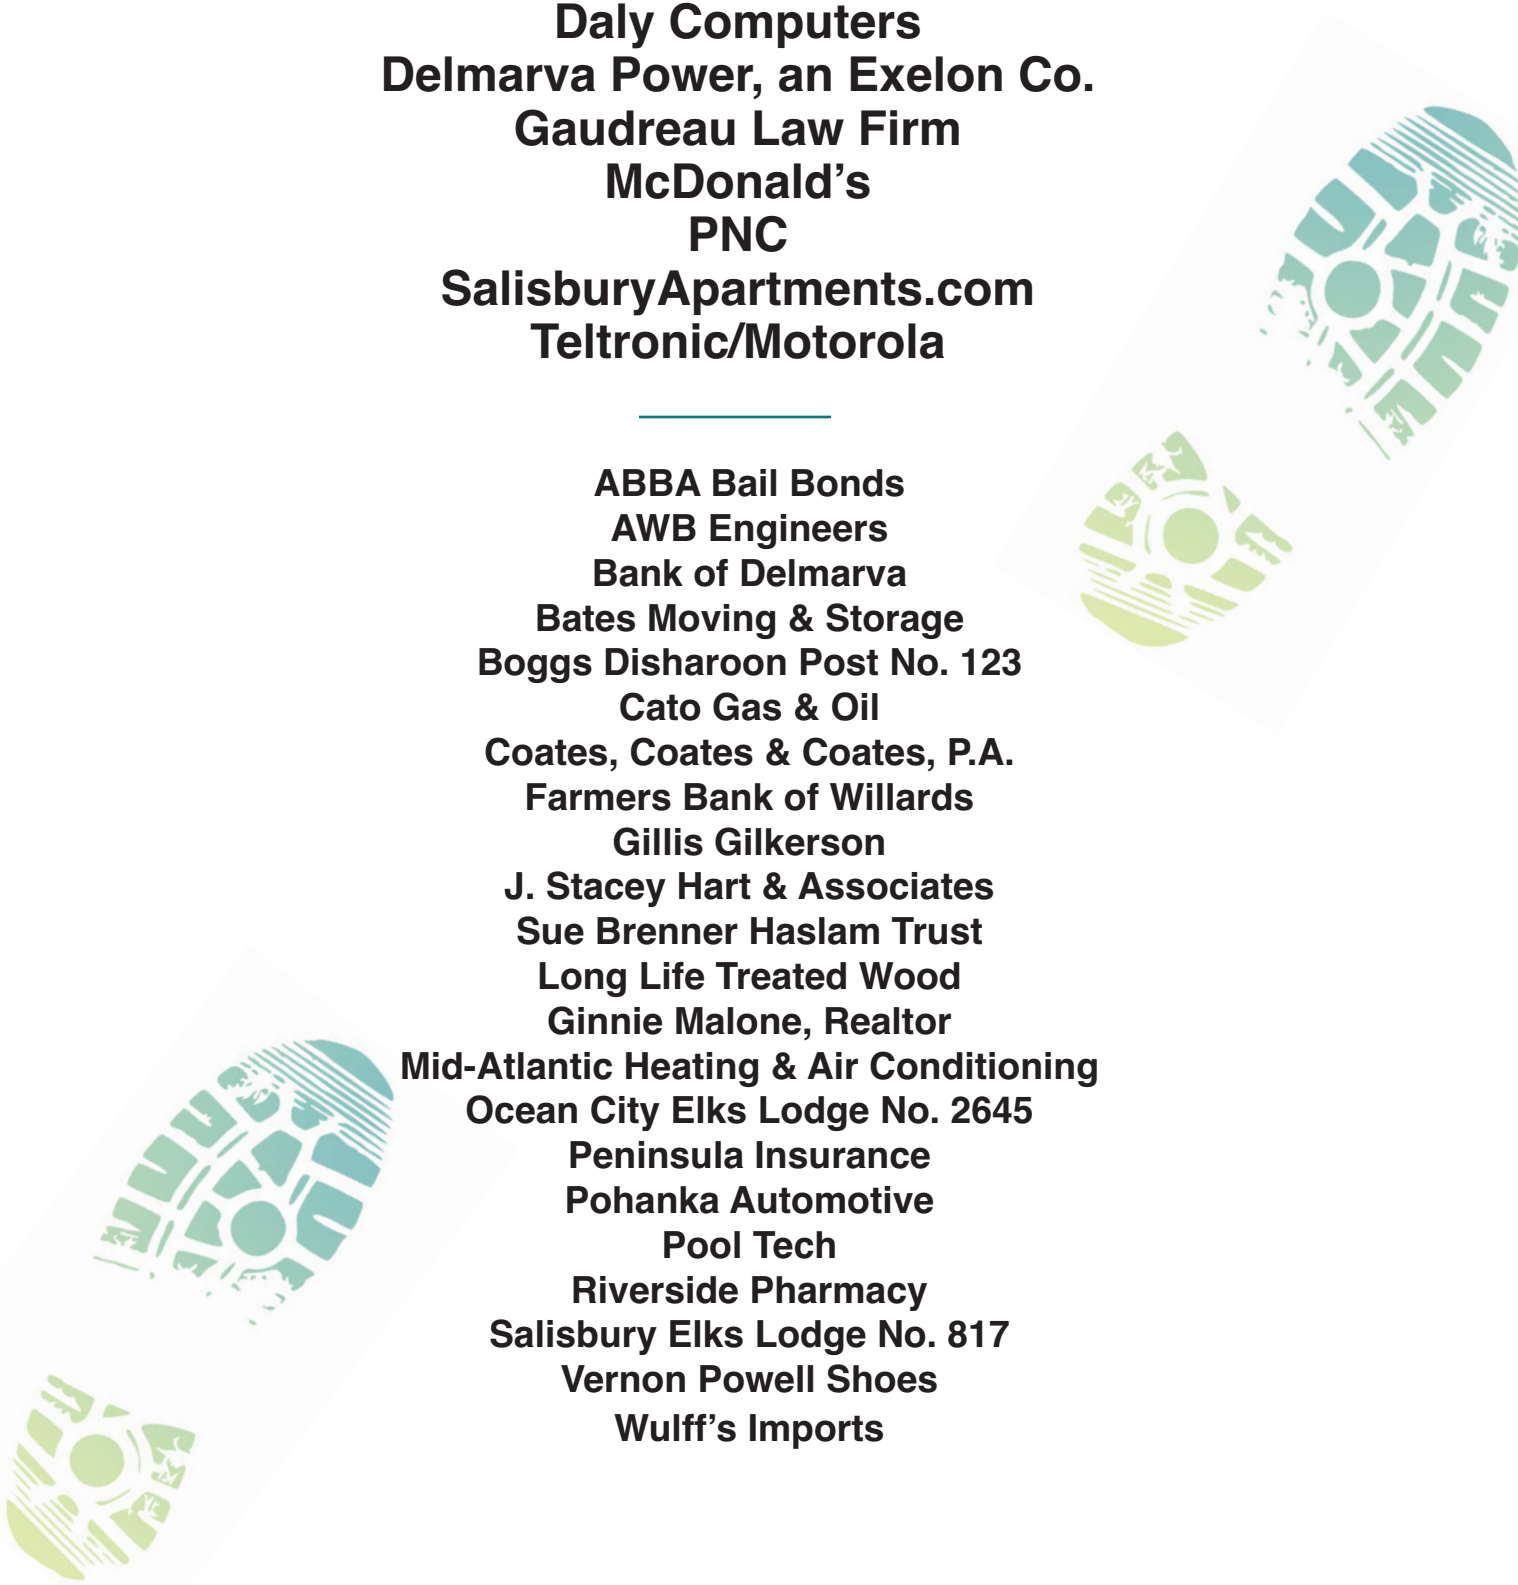 Daly Computers
Delmarva Power, an Exelon Co.
Gaudreau Law Firm
McDonald’s
PNC
SalisburyApartments.com
Teltronic/Motorola
ABBA Bail Bonds
AWB Engineers
Bank of Delmarva
Bates Moving & Storage
Boggs Disharoon Post No. 123
Cato Gas & Oil
Coates, Coates & Coates, P.A.
Farmers Bank of Willards
Gillis Gilkerson
J. Stacey Hart & Associates
Sue Brenner Haslam Trust
Long Life Treated Wood
Ginnie Malone, Realtor
Mid-Atlantic Heating & Air Conditioning
Ocean City Elks Lodge No. 2645
Peninsula Insurance
Pohanka Automotive
Pool Tech
Riverside Pharmacy
Salisbury Elks Lodge No. 817
Vernon Powell Shoes
Wulff’s Imports